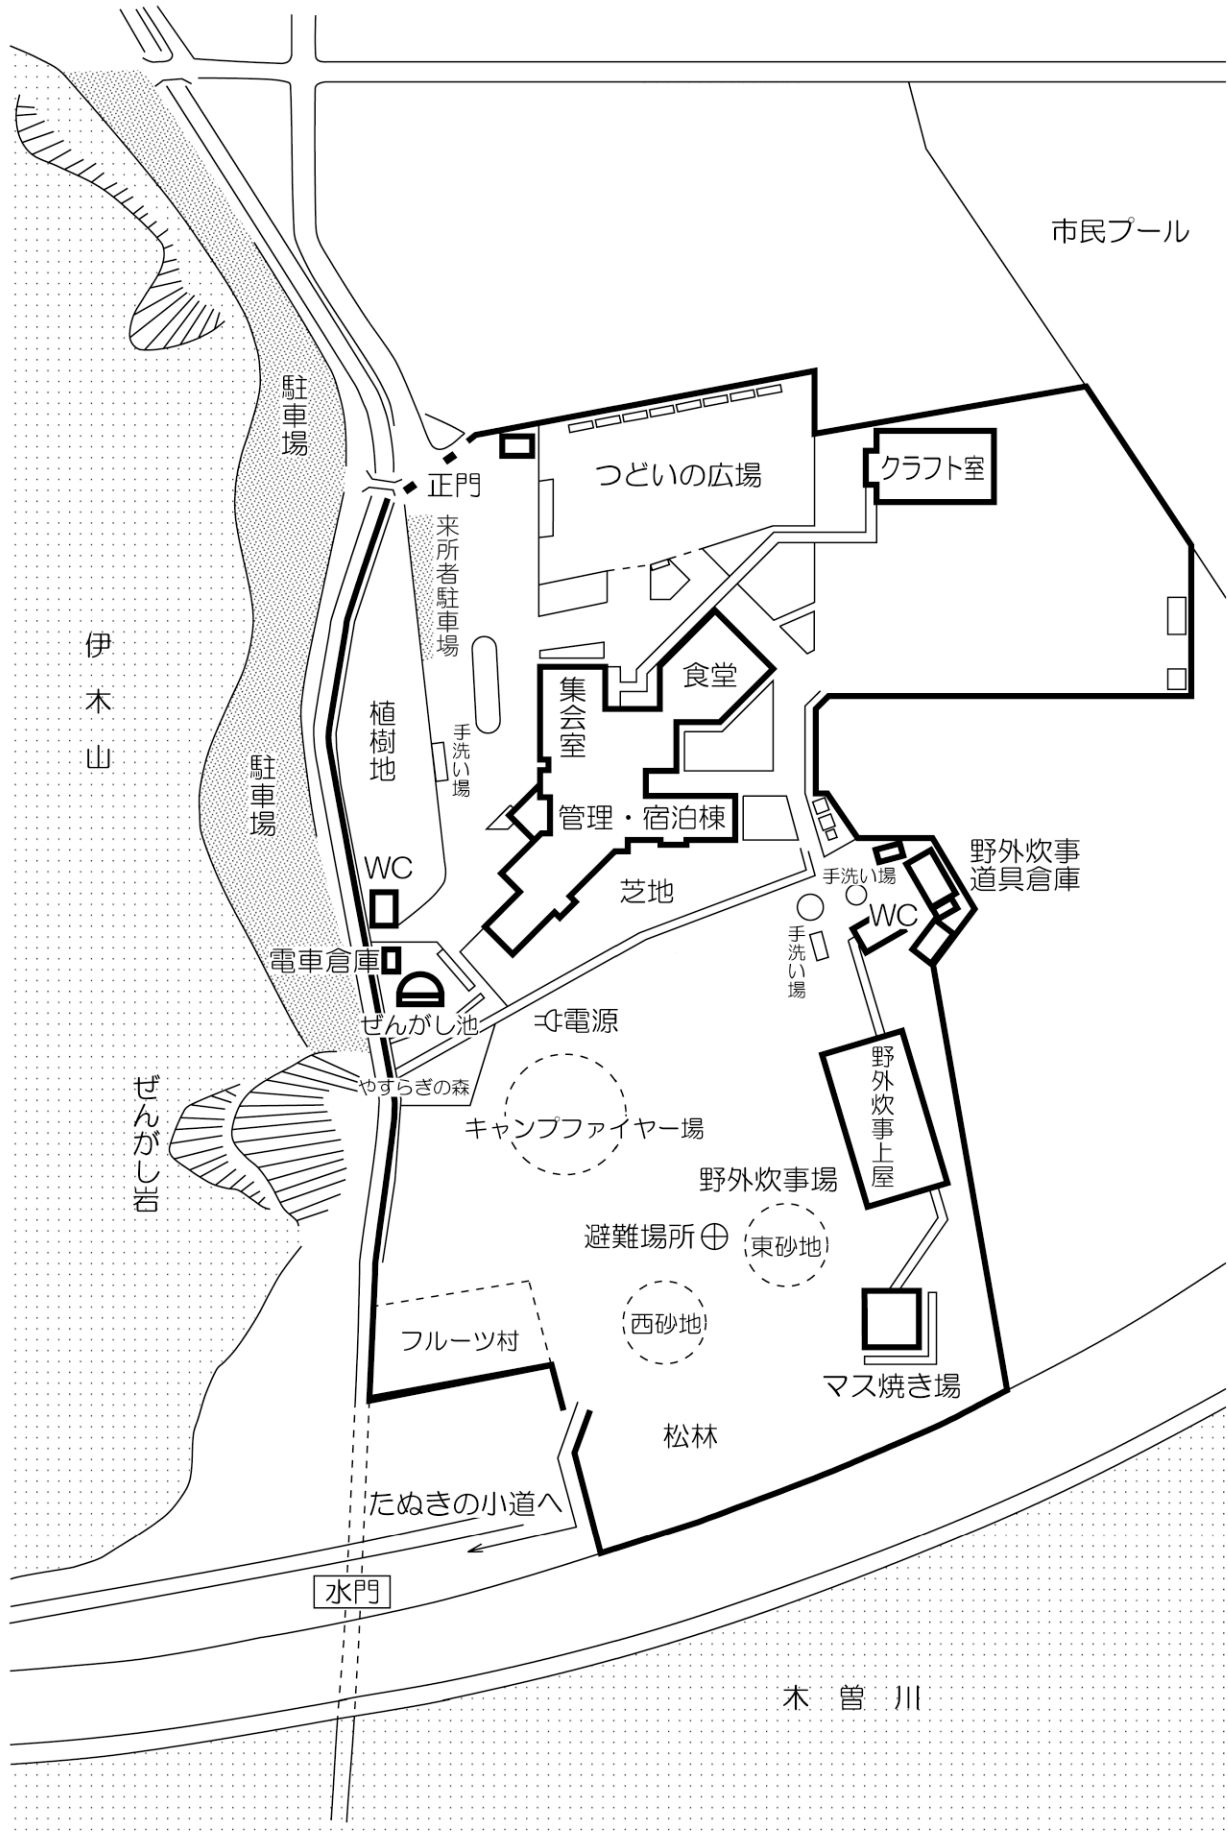 市民プール
駐車場
つどいの広場
クラフト室
正門
来所者駐車場
伊木山
食堂
集会室
植樹地
手洗い場
駐車場
管理・宿泊棟
野外炊事
道具倉庫
WC
手洗い場
芝地
WC
手洗い場
電車倉庫
ぜんがし池
電源
やすらぎの森
野外炊事上屋
ぜんがし岩
キャンプファイヤー場
野外炊事場
避難場所
東砂地
西砂地
フルーツ村
マス焼き場
松林
たぬきの小道へ
水門
木曽川